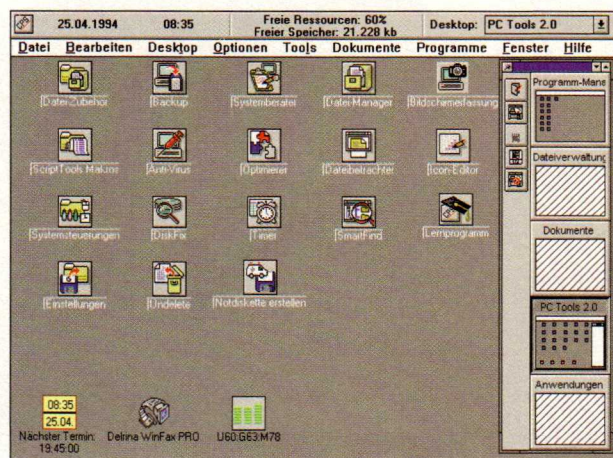 25.04.1994 08:35 Freie Ressourcen: 60% Desktop: PC Tools 2.0
Freier Speicher: 21.228 kb
Datei Bearbeiten Desktop Optionen Tools Dokumente Programme Fenster Hilfe
Datei-Zubehör Backup Systemberater Datei-Manager Bildschirmerfassung
ScriptTools Makros Anti-Virus Optimierer Dateibetrachter Icon-Editor
Systemsteuerungen DiskFix Timer SmartFind Lernprogramm
Einstellungen Undelete Notdiskette erstellen
08:35
25.04.
Nächster Termin: Delrina WinFax PRO U60:G63:M78
19:45:00
Programm-Mana
Dateiverwaltung
Dokumente
PC Tools 2.0
Anwendungen